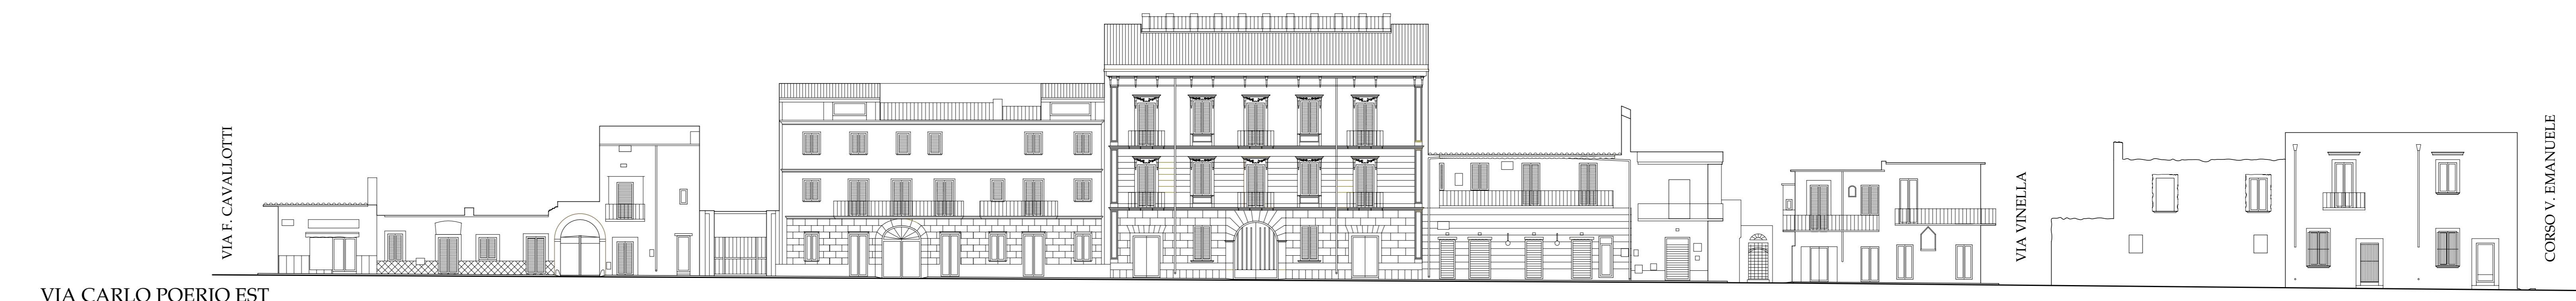 VIA F. CAVALLOTTI
VIA VINELLA
CORSO V. EMANUELE
VIA CARLO POERIO EST